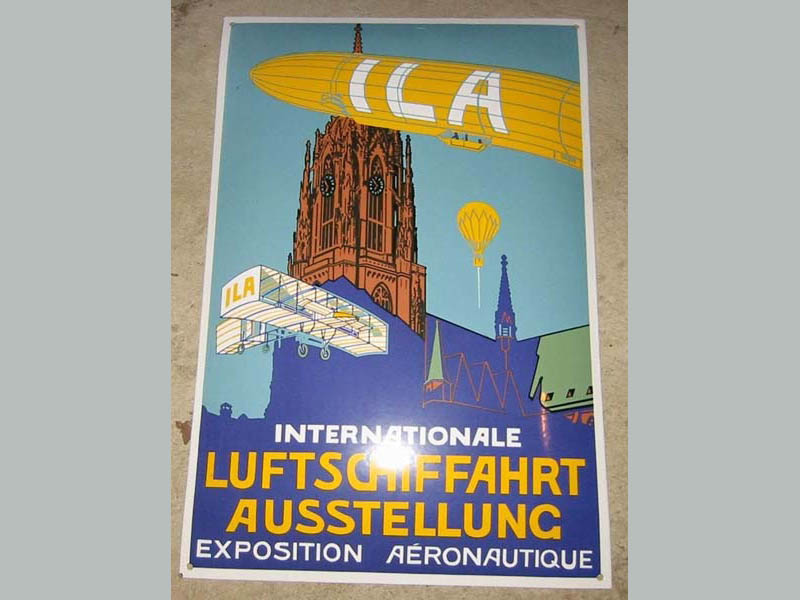 ILA
ILA
INTERNATIONALE
LUFTSCHIFFAHRT
AUSSTELLUNG
EXPOSITION AÉRONAUTIQUE